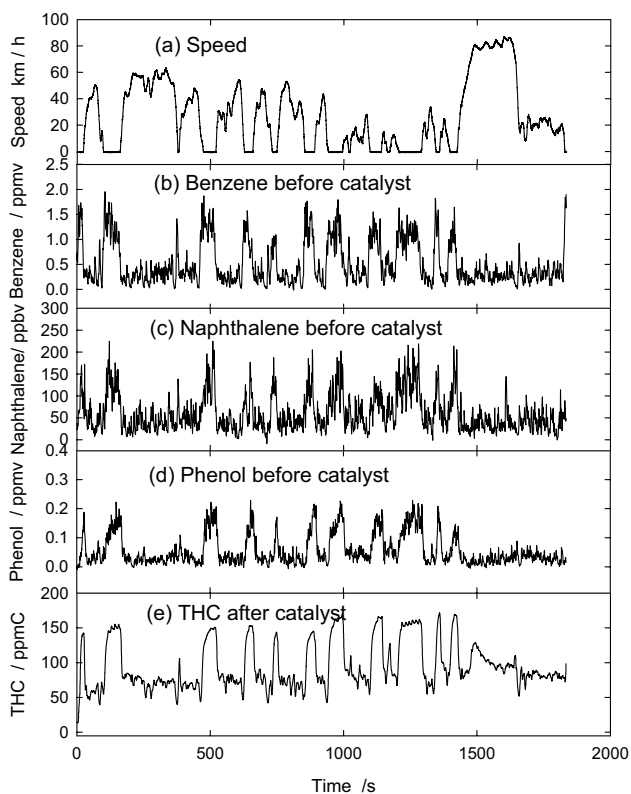 (a) Speed
Speed km / h
100
80
60
40
20
0
(b) Benzene before catalyst
Benzene / ppmv
2.5
2.0
1.5
1.0
0.5
0.0
(c) Naphthalene before catalyst
Naphthalene/ ppbv
300
250
200
150
100
50
0
(d) Phenol before catalyst
Phenol / ppmv
0.4
0.3
0.2
0.1
0.0
(e) THC after catalyst
THC / ppmC
200
150
100
50
0
0 500 1000 1500 2000
Time /s